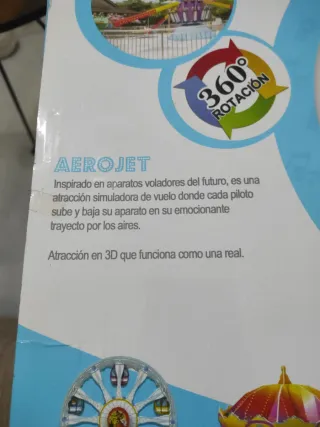 360º
ROTACIÓN
AEROJET
Inspirado en aparatos voladores del futuro, es una
atracción simuladora de vuelo donde cada piloto
sube y baja su aparato en su emocionante
trayecto por los aires.
Atracción en 3D que funciona como una real.